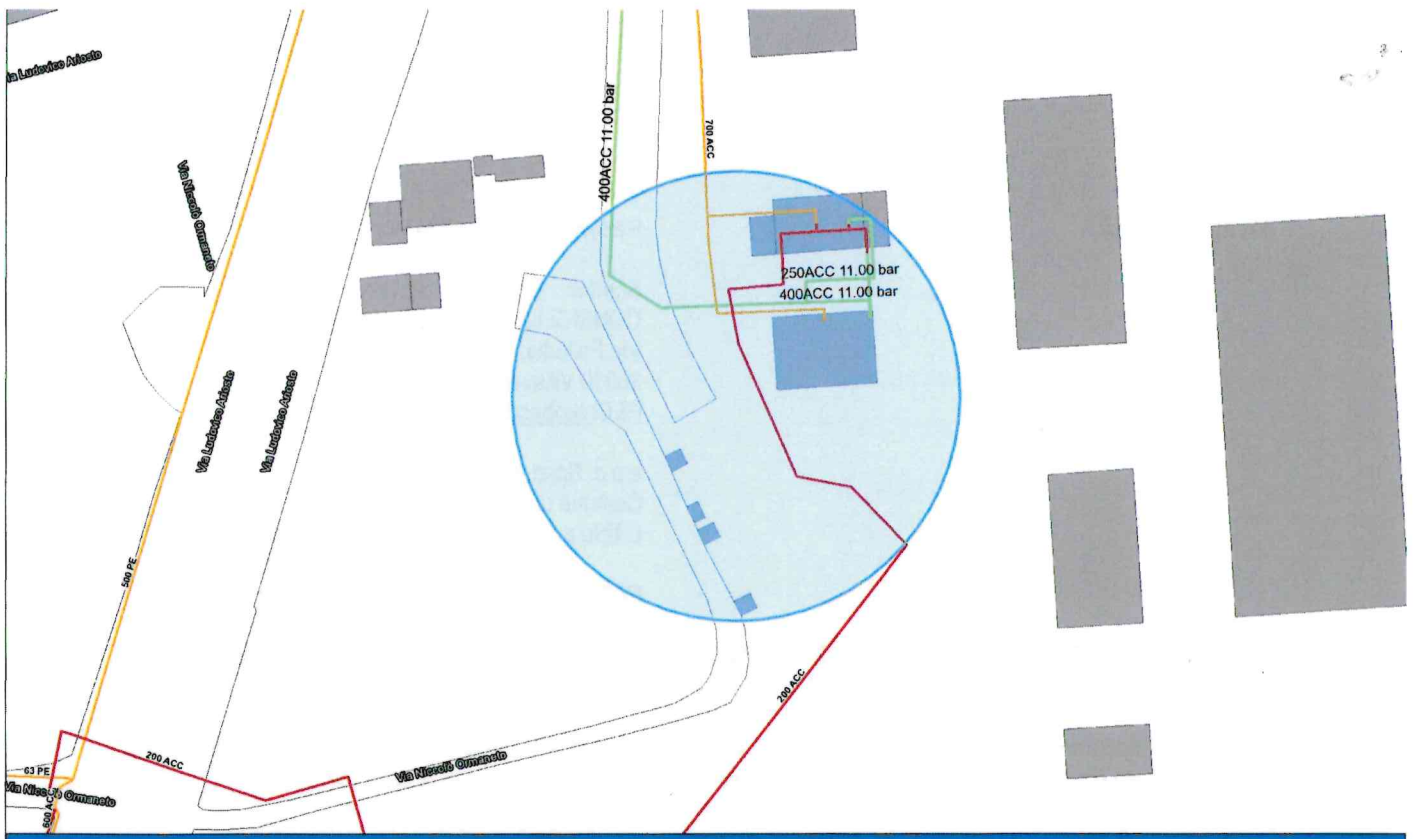 ia Ludovico Ariosto
400ACC 11.00 bar
700 ACC
Via Niccolò Ormaneto
250ACC 11.00 bar
400ACC 11.00 bar
Via Ludovico Ariosto
Via Ludovico Ariosto
500 PE
200 ACC
200 ACC
63 PE
Via Niccolò Ormaneto
Via Niccolò Ormaneto
600 ACC